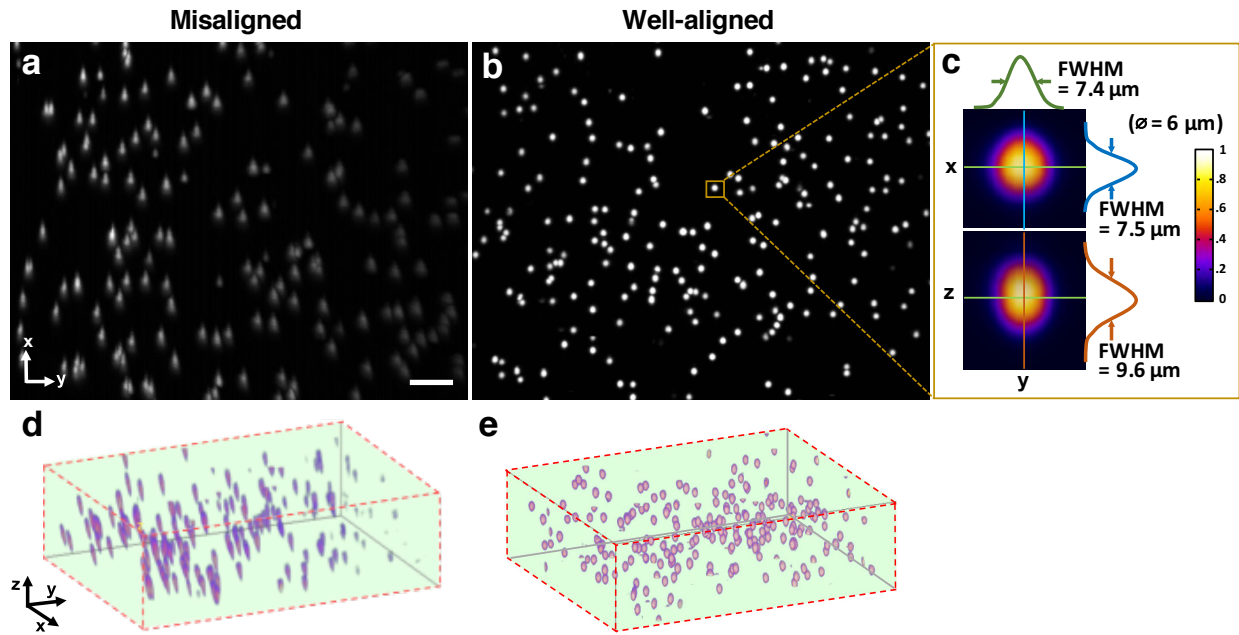 Misaligned
Well-aligned
a
x
y
b
c
FWHM
= 7.4 µm
(ø = 6 µm)
x
FWHM
= 7.5 µm
1
.8
.6
.4
.2
0
z
FWHM
= 9.6 µm
y
d
z
y
x
e